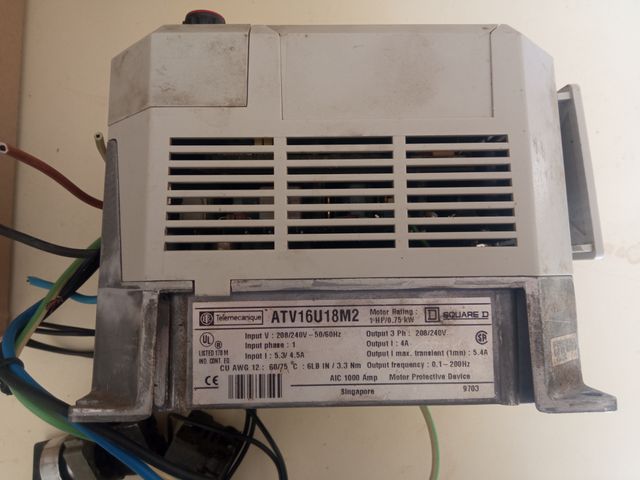 Telemecanique ATV16U18M2 Motor Rating : 1 HP/0.75 kW SQUARE D
Input V : 208/240V - 50/60Hz Output 3 Ph : 208/240V
UL Input phase : 1 Output I : 4A
LISTED 170 M Input I : 5.3/ 4.5A Output I max. transient (1mn) : 5.4A
IND. CONT. EQ. CU AWG 12 : 60/75 °C : 6LB IN / 3.3 Nm Output frequency : 0.1 - 200Hz
CE AIC 1000 Amp Motor Protective Device
Singapore 9703